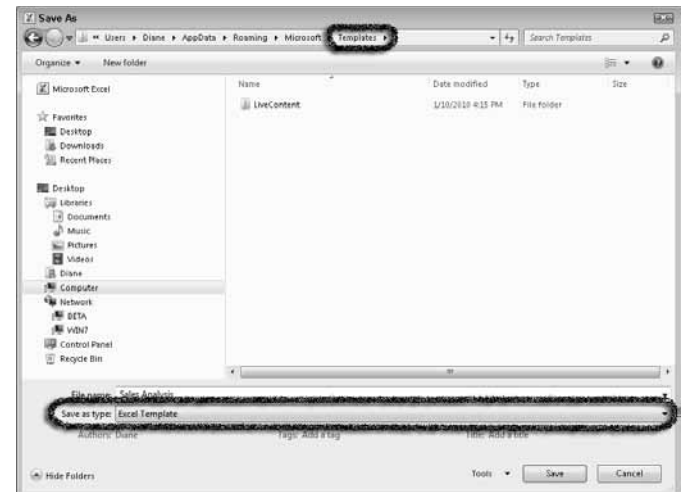 Save As
Users ▸ Diane ▸ AppData ▸ Roaming ▸ Microsoft ▸ Templates ▸
Search Templates
Organize
New folder
Microsoft Excel
Favorites
Desktop
Downloads
Recent Places
Desktop
Libraries
Documents
Music
Pictures
Videos
Diane
Computer
Network
BETA
WIN7
Control Panel
Recycle Bin
Name Date modified Type Size
LiveContent 1/10/2010 4:15 PM File folder
File name: Sales Analysis
Save as type: Excel Template
Authors: Diane Tags: Add a tag Title: Add a title
Hide Folders Tools Save Cancel